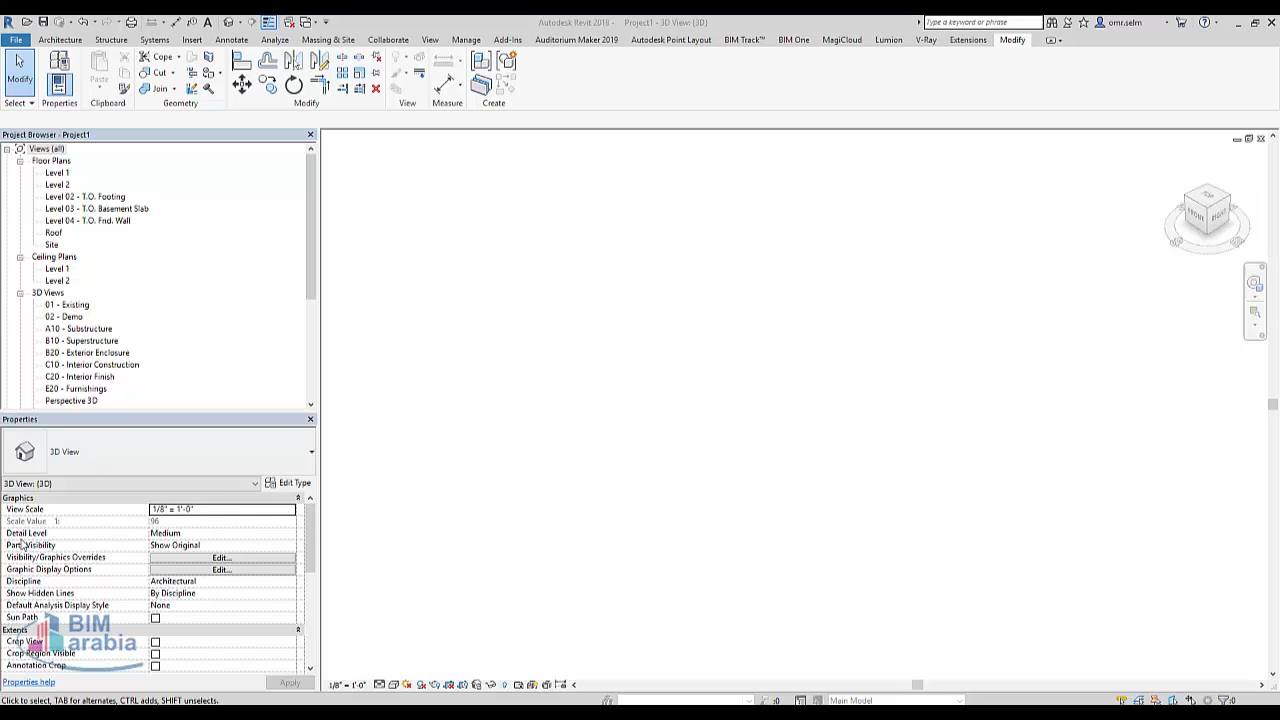 Autodesk Revit 2018 - Project1 - 3D View: {3D}
Type a keyword or phrase
omr.selm
File Architecture Structure Systems Insert Annotate Analyze Massing & Site Collaborate View Manage Add-Ins Auditorium Maker 2019 Autodesk Point Layout BIM Track™ BIM One MagiCloud Lumion V-Ray Extensions Modify
Modify
Paste
Cope
Cut
Join
Select Properties Clipboard Geometry Modify View Measure Create
Project Browser - Project1
Views (all)
Floor Plans
Level 1
Level 2
Level 02 - T.O. Footing
Level 03 - T.O. Basement Slab
Level 04 - T.O. Fnd. Wall
Roof
Site
Ceiling Plans
Level 1
Level 2
3D Views
01 - Existing
02 - Demo
A10 - Substructure
B10 - Superstructure
B20 - Exterior Enclosure
C10 - Interior Construction
C20 - Interior Finish
E20 - Furnishings
Perspective 3D
TOP
FRONT
RIGHT
Properties
3D View
3D View: {3D} Edit Type
Graphics
View Scale 1/8" = 1'-0"
Scale Value 1: 96
Detail Level Medium
Parts Visibility Show Original
Visibility/Graphics Overrides Edit...
Graphic Display Options Edit...
Discipline Architectural
Show Hidden Lines By Discipline
Default Analysis Display Style None
Sun Path
Extents
Crop View
Crop Region Visible
Annotation Crop
BIM
arabia
Properties help Apply
1/8" = 1'-0"
Click to select, TAB for alternates, CTRL adds, SHIFT unselects.
:0
Main Model
:0